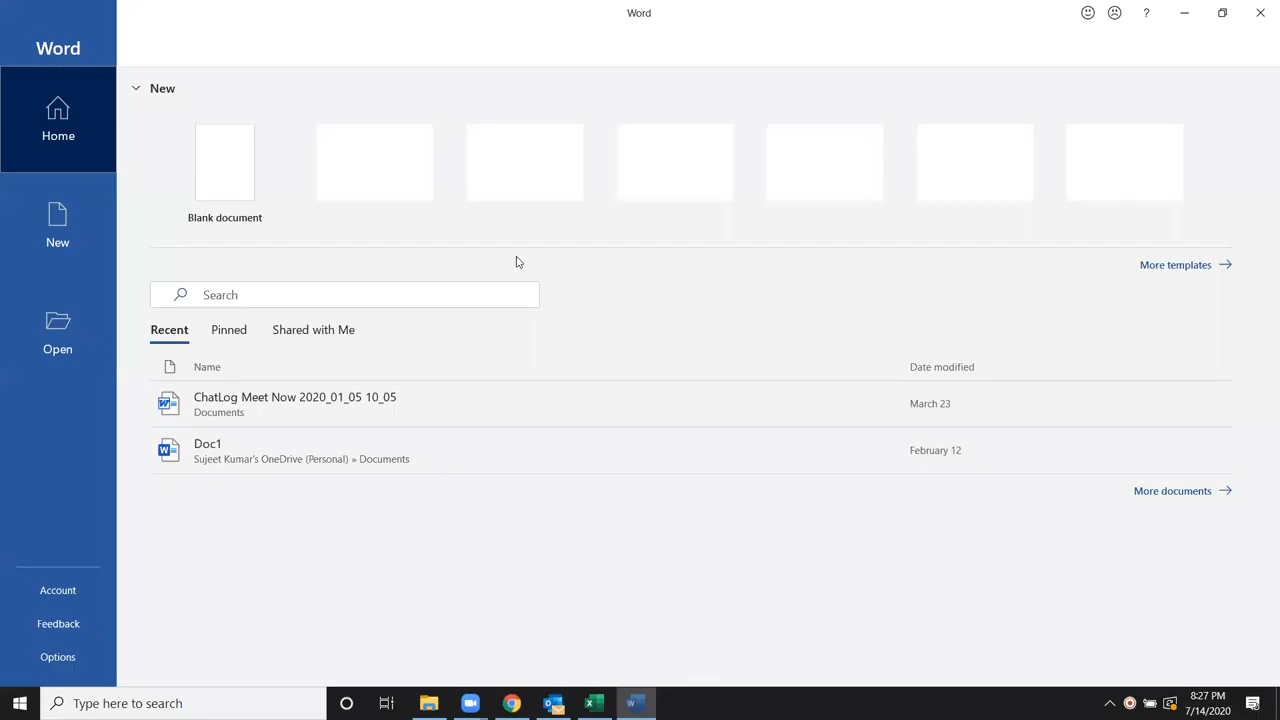 Word
?
Word
Home
New
Open
Account
Feedback
Options
New
Blank document
More templates
Search
Recent Pinned Shared with Me
Name Date modified
ChatLog Meet Now 2020_01_05 10_05
Documents
March 23
Doc1
Sujeet Kumar's OneDrive (Personal) » Documents
February 12
More documents
Type here to search
8:27 PM
7/14/2020